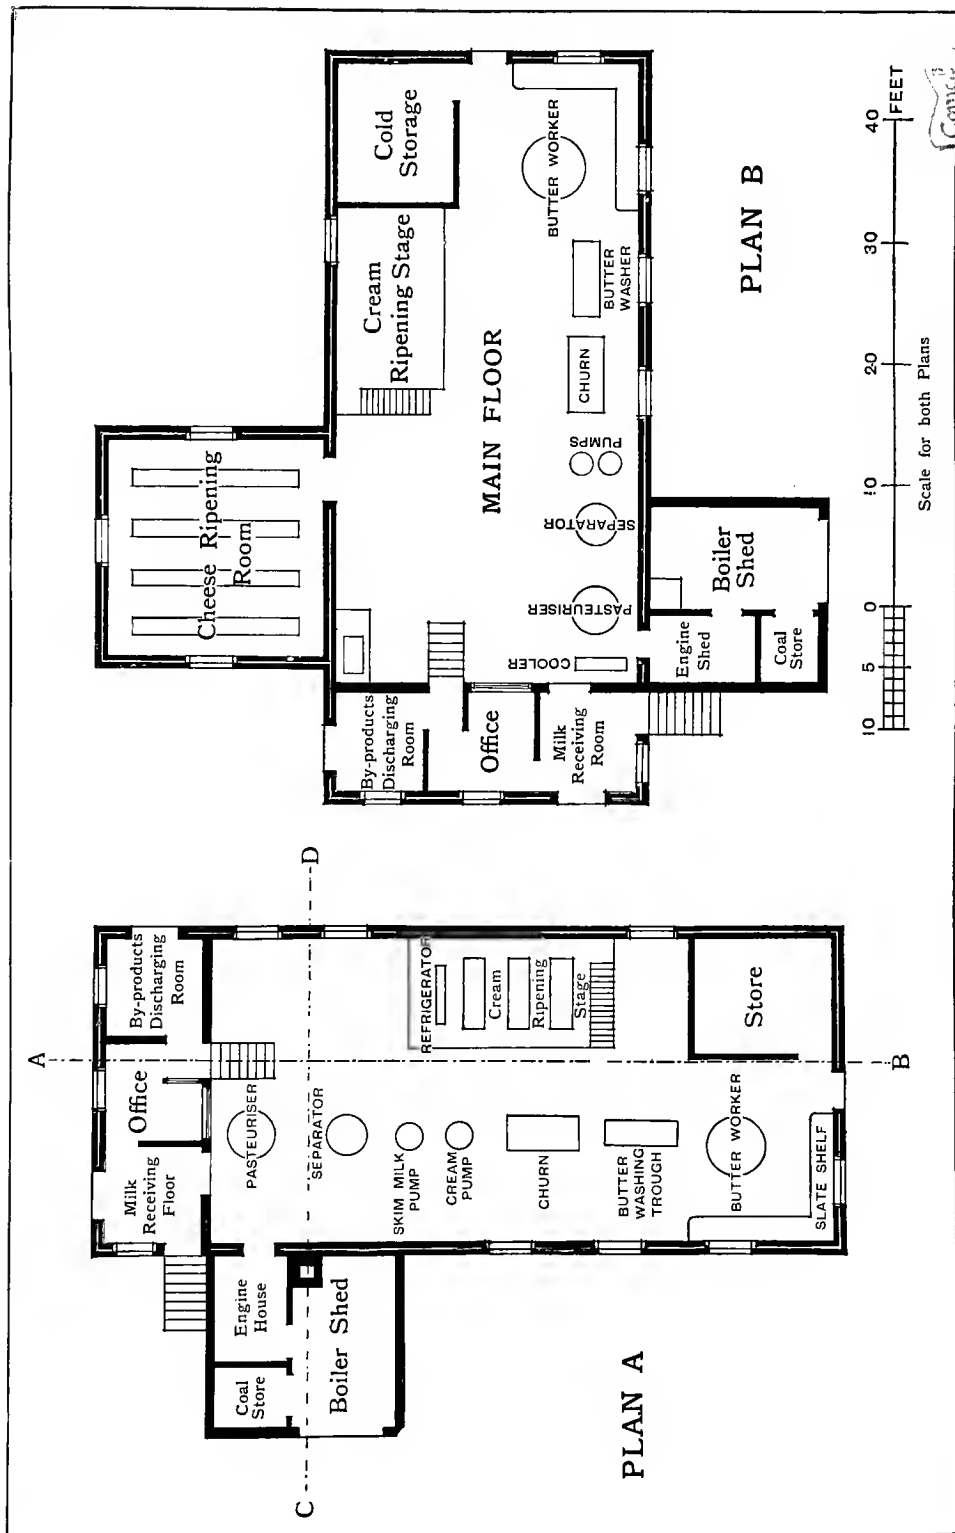 A
By-products
Discharging
Room
Office
Milk
Receiving
Floor
PASTEURISER
SEPARATOR
SKIM MILK
PUMP
CREAM
PUMP
CHURN
BUTTER
WASHING
TROUGH
BUTTER WORKER
SLATE SHELF
REFRIGERATOR
Cream
Ripening
Stage
Store
B
C
D
Engine
House
Coal
Store
Boiler Shed
PLAN A
Cheese Ripening
Room
Cream
Ripening Stage
Cold
Storage
MAIN FLOOR
By-products
Discharging
Room
Office
Milk
Receiving
Room
COOLER
PASTEURISER
SEPARATOR
PUMPS
CHURN
BUTTER
WASHER
BUTTER WORKER
Engine
Shed
Coal
Store
Boiler
Shed
PLAN B
10 5 0 10 20 30 40 FEET
Scale for both Plans